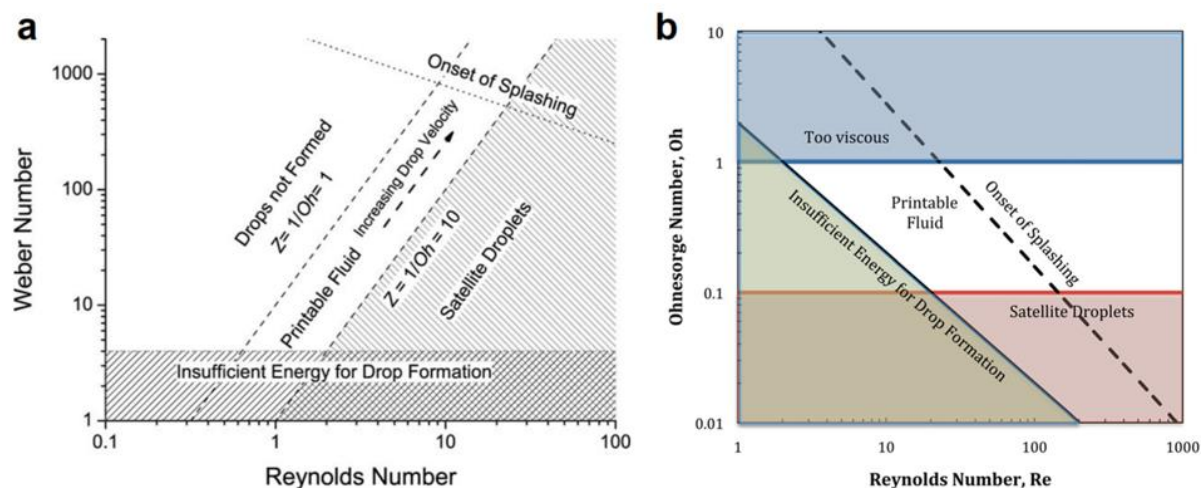 a
Weber Number
1000
100
10
1
0.1
1
10
100
Reynolds Number
Drops not Formed
Z= 1/Oh= 1
Printable Fluid
Increasing Drop Velocity
Z = 1/Oh = 10
Satellite Droplets
Onset of Splashing
Insufficient Energy for Drop Formation
b
Ohnesorge Number, Oh
10
1
0.1
0.01
1
10
100
1000
Reynolds Number, Re
Too viscous
Printable
Fluid
Onset of Splashing
Insufficient Energy for Drop Formation
Satellite Droplets